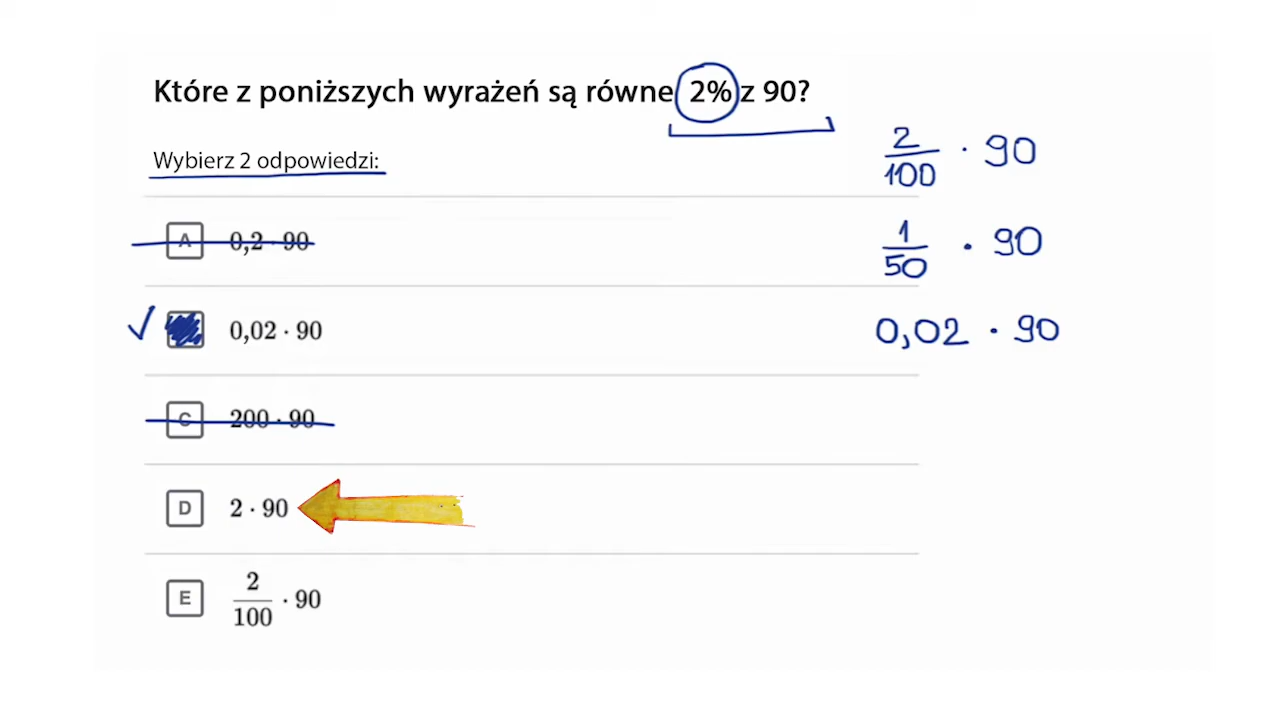 Które z poniższych wyrażeń są równe 2% z 90?
Wybierz 2 odpowiedzi:
A 0,2 · 90
0,02 · 90
C 200 · 90
D 2 · 90
E 2/100 · 90
2/100 · 90
1/50 · 90
0,02 · 90